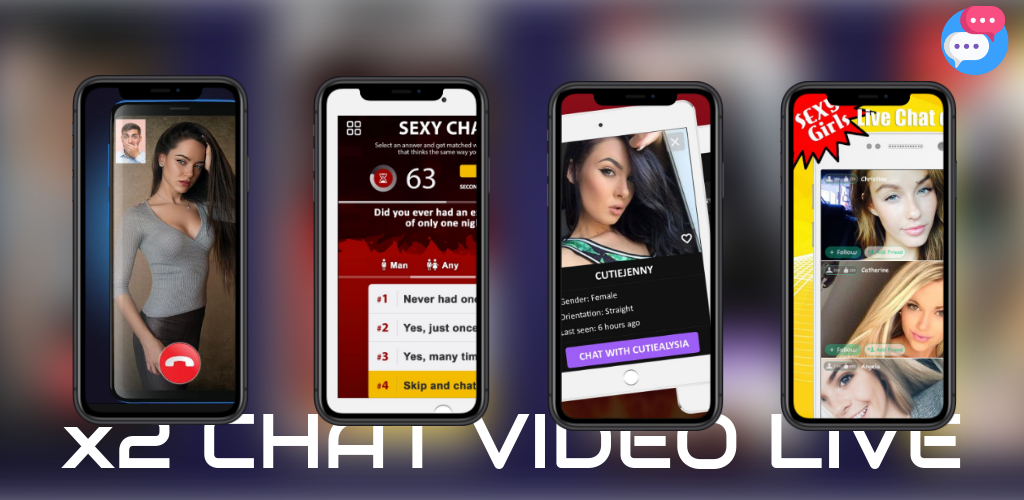 SEXY CHA
Select an answer and get matched w
that thinks the same way yo
63
SECON
Did you ever had an e
of only one nig
Man
Any
#1 Never had one
#2 Yes, just once
#3 Yes, many tim
#4 Skip and chat
CUTIEJENNY
Gender: Female
Orientation: Straight
Last seen: 6 hours ago
CHAT WITH CUTIEALYSIA
SEXY
Girls
Live Chat
Christina
+ Follow
Add Friend
Catherine
+ Follow
Add Friend
Angela
x2 CHAT VIDEO LIVE